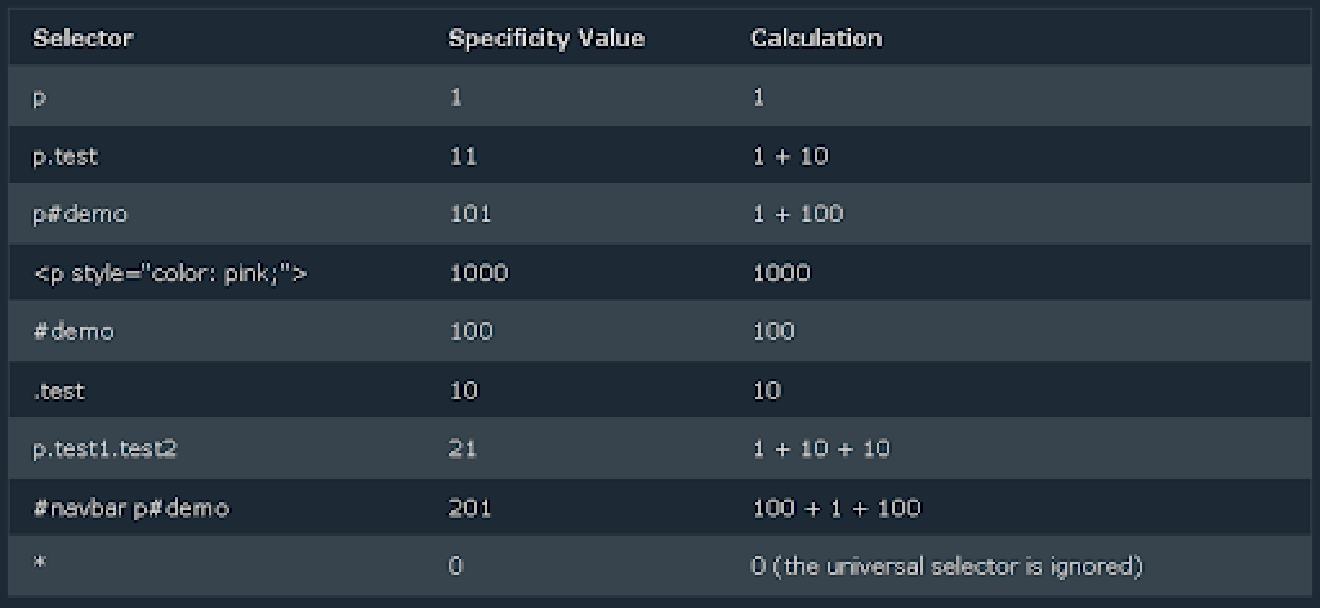 Selector Specificity Value Calculation
p 1 1
p.test 11 1 + 10
p#demo 101 1 + 100
<p style="color: pink;"> 1000 1000
#demo 100 100
.test 10 10
p.test1.test2 21 1 + 10 + 10
#navbar p#demo 201 100 + 1 + 100
* 0 0 (the universal selector is ignored)